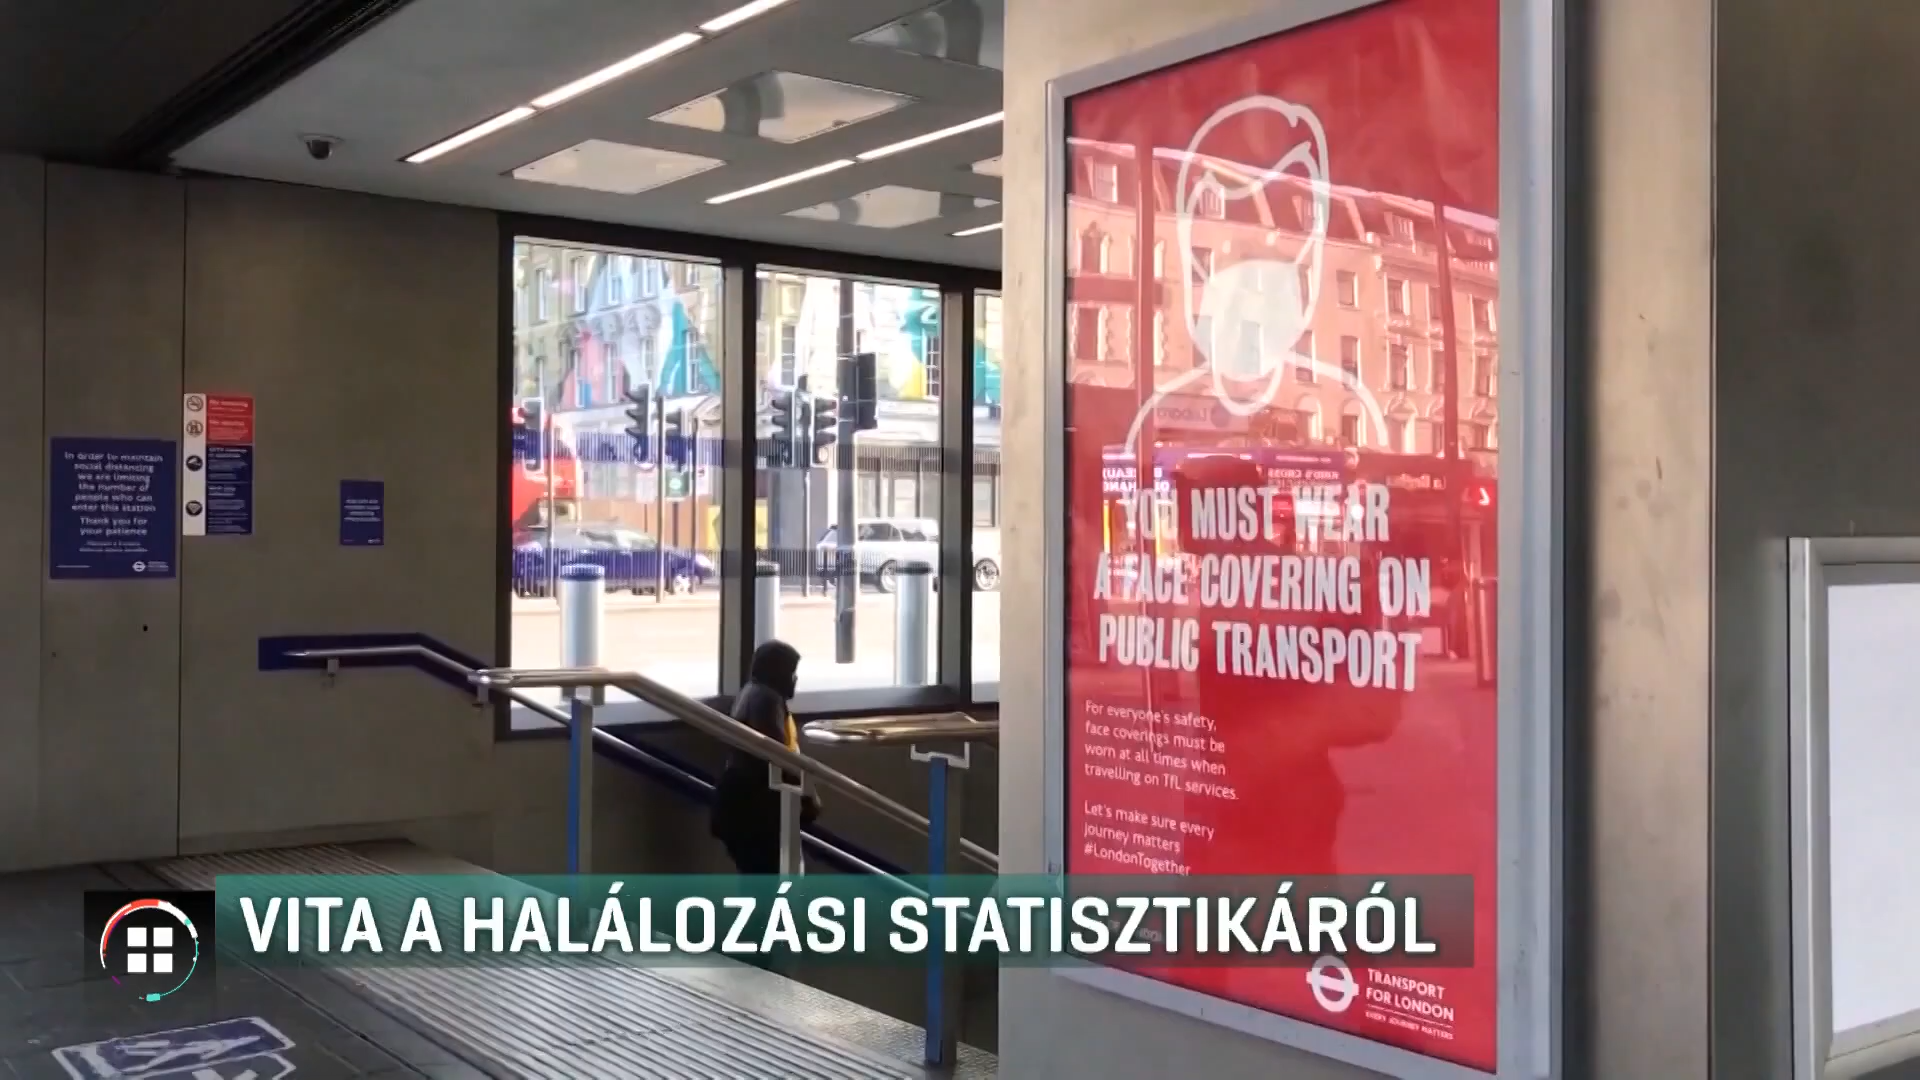 In order to maintain
social distancing
we are limiting
the number of
people who can
enter this station
Thank you for
your patience
No smoking
YOU MUST WEAR
A FACE COVERING ON
PUBLIC TRANSPORT
For everyone's safety,
face coverings must be
worn at all times when
travelling on TfL services.
Let's make sure every
journey matters
#LondonTogether
VITA A HALÁLOZÁSI STATISZTIKÁRÓL
TRANSPORT
FOR LONDON
EVERY JOURNEY MATTERS